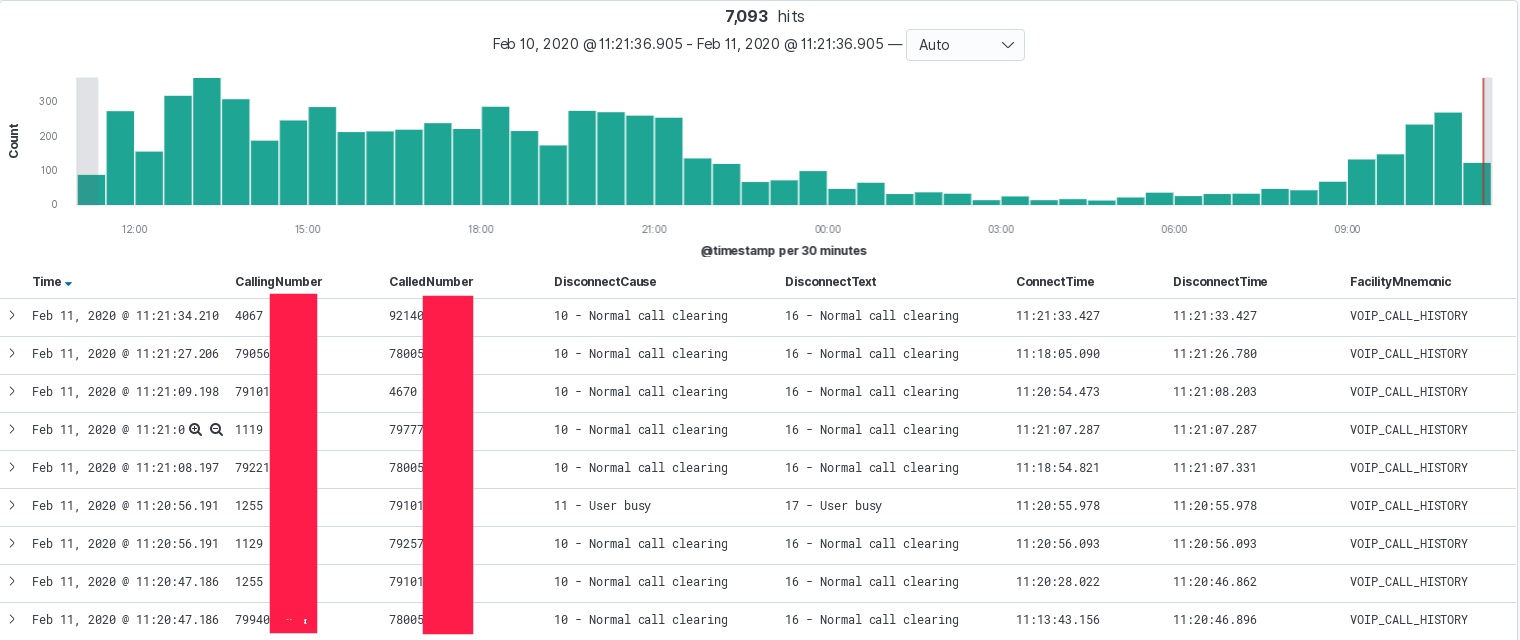 7,093 hits
Feb 10, 2020 @ 11:21:36.905 - Feb 11, 2020 @ 11:21:36.905 — Auto
Count
300
200
100
0
12:00 15:00 18:00 21:00 00:00 03:00 06:00 09:00
@timestamp per 30 minutes
Time CallingNumber CalledNumber DisconnectCause DisconnectText ConnectTime DisconnectTime FacilityMnemonic
Feb 11, 2020 @ 11:21:34.210 4067 92140 10 - Normal call clearing 16 - Normal call clearing 11:21:33.427 11:21:33.427 VOIP_CALL_HISTORY
Feb 11, 2020 @ 11:21:27.206 79056 78005 10 - Normal call clearing 16 - Normal call clearing 11:18:05.090 11:21:26.780 VOIP_CALL_HISTORY
Feb 11, 2020 @ 11:21:09.198 79101 4670 10 - Normal call clearing 16 - Normal call clearing 11:20:54.473 11:21:08.203 VOIP_CALL_HISTORY
Feb 11, 2020 @ 11:21:0 1119 79777 10 - Normal call clearing 16 - Normal call clearing 11:21:07.287 11:21:07.287 VOIP_CALL_HISTORY
Feb 11, 2020 @ 11:21:08.197 79221 78005 10 - Normal call clearing 16 - Normal call clearing 11:18:54.821 11:21:07.331 VOIP_CALL_HISTORY
Feb 11, 2020 @ 11:20:56.191 1255 79101 11 - User busy 17 - User busy 11:20:55.978 11:20:55.978 VOIP_CALL_HISTORY
Feb 11, 2020 @ 11:20:56.191 1129 79257 10 - Normal call clearing 16 - Normal call clearing 11:20:56.093 11:20:56.093 VOIP_CALL_HISTORY
Feb 11, 2020 @ 11:20:47.186 1255 79101 10 - Normal call clearing 16 - Normal call clearing 11:20:28.022 11:20:46.862 VOIP_CALL_HISTORY
Feb 11, 2020 @ 11:20:47.186 79940 78005 10 - Normal call clearing 16 - Normal call clearing 11:13:43.156 11:20:46.896 VOIP_CALL_HISTORY